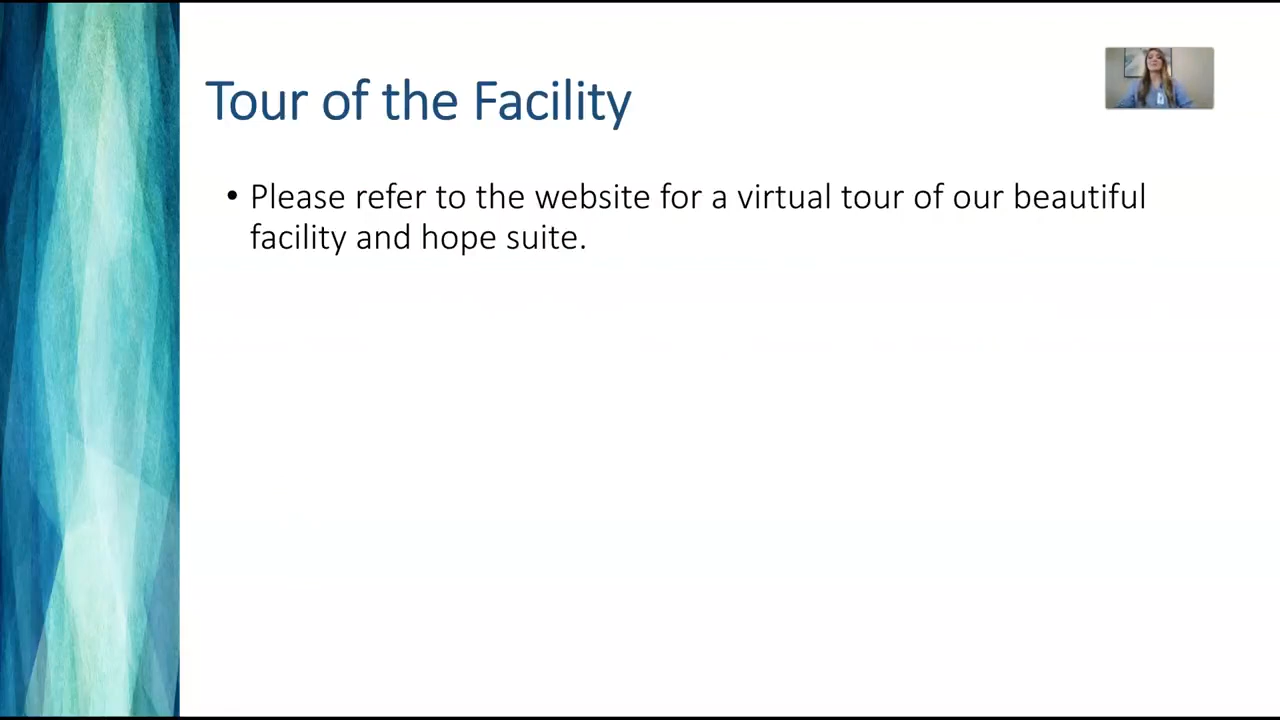 Tour of the Facility
• Please refer to the website for a virtual tour of our beautiful
facility and hope suite.